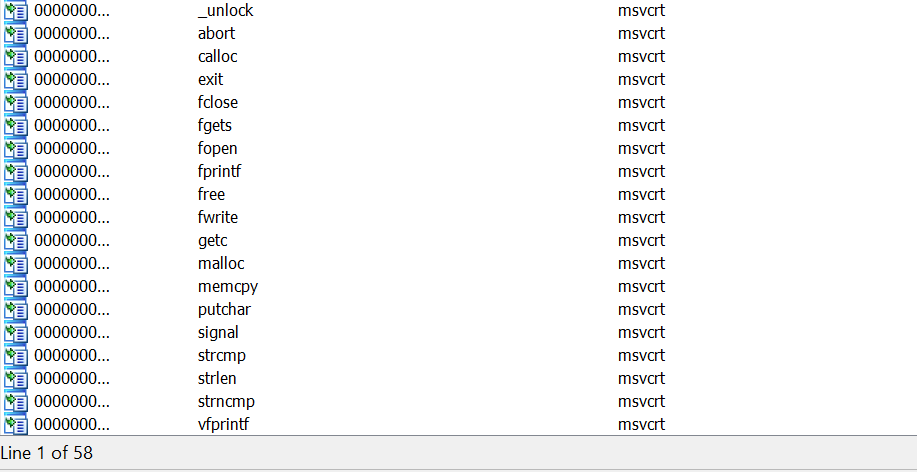 0000000... _unlock msvcrt
0000000... abort msvcrt
0000000... calloc msvcrt
0000000... exit msvcrt
0000000... fclose msvcrt
0000000... fgets msvcrt
0000000... fopen msvcrt
0000000... fprintf msvcrt
0000000... free msvcrt
0000000... fwrite msvcrt
0000000... getc msvcrt
0000000... malloc msvcrt
0000000... memcpy msvcrt
0000000... putchar msvcrt
0000000... signal msvcrt
0000000... strcmp msvcrt
0000000... strlen msvcrt
0000000... strncmp msvcrt
0000000... vfprintf msvcrt
Line 1 of 58